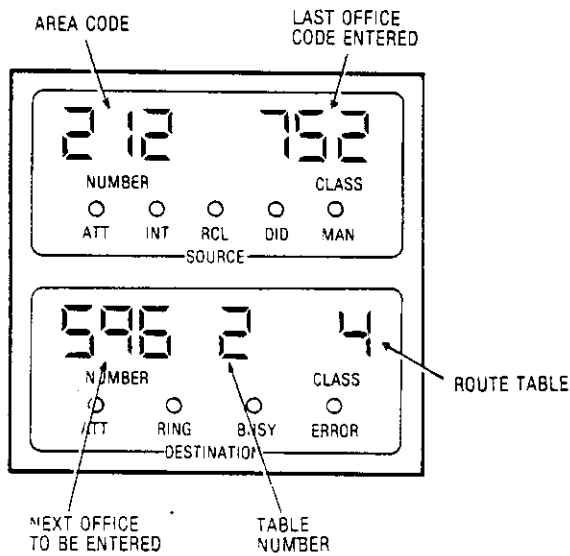 AREA CODE
LAST OFFICE
CODE ENTERED
212 752
NUMBER CLASS
ATT INT RCL DID MAN
SOURCE
596 2 4
NUMBER CLASS
ROUTE TABLE
ATT RING BUSY ERROR
DESTINATION
NEXT OFFICE
TO BE ENTERED
TABLE
NUMBER